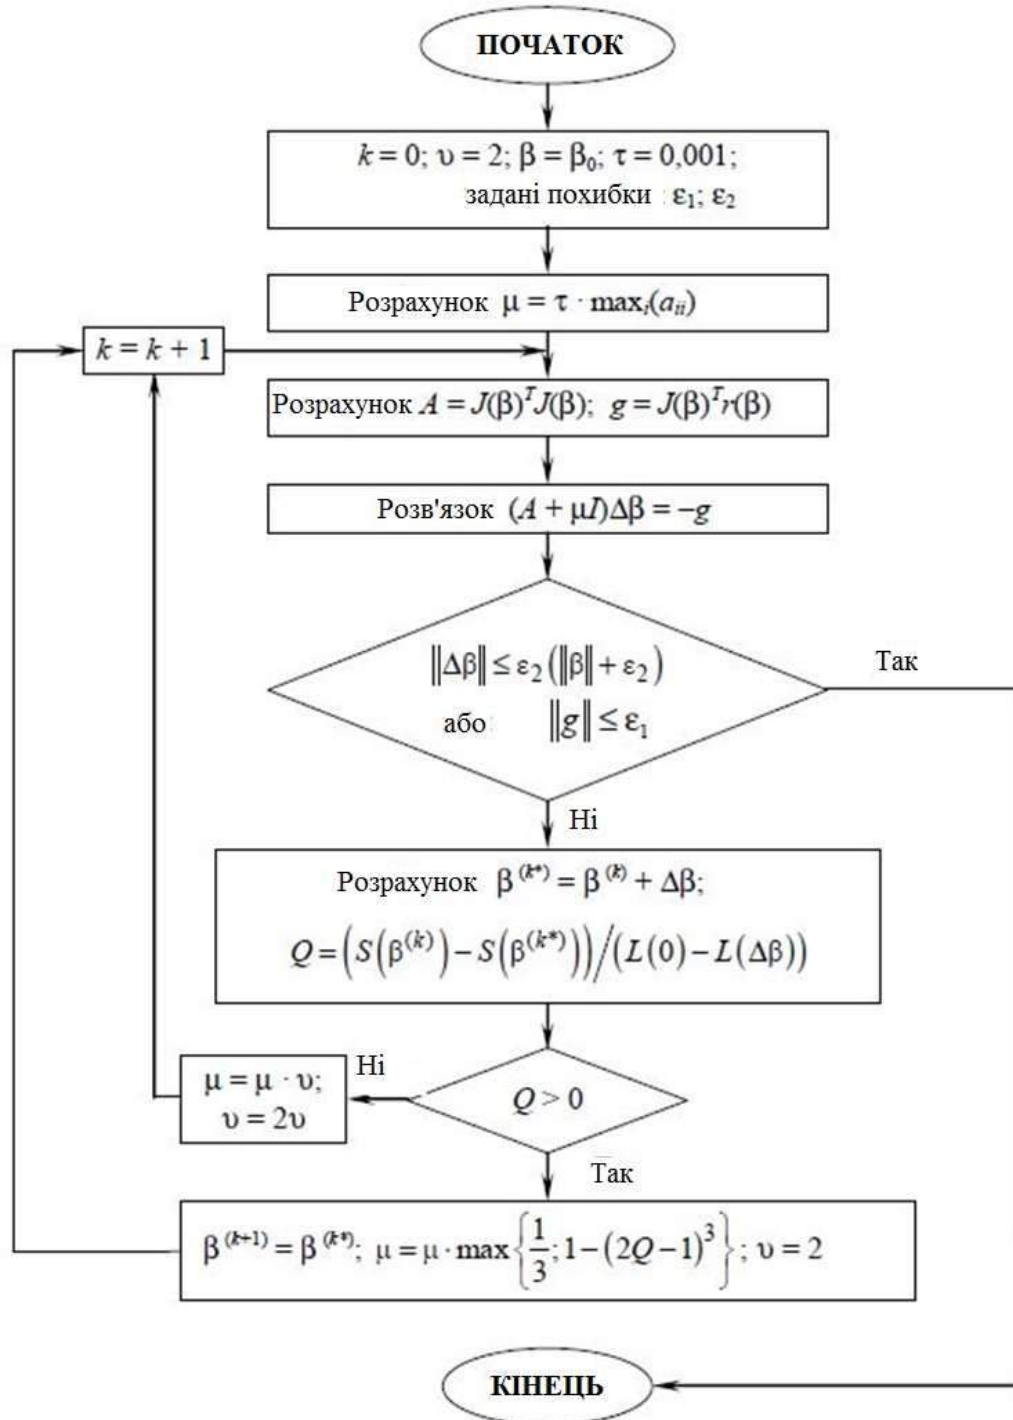 ПОЧАТОК
k = 0; υ = 2; β = β₀; τ = 0,001;
задані похибки ε₁; ε₂
Розрахунок μ = τ · maxᵢ(aᵢᵢ)
k = k + 1
Розрахунок A = J(β)ᵀJ(β); g = J(β)ᵀr(β)
Розв'язок (A + μI)Δβ = –g
‖Δβ‖ ≤ ε₂(‖β‖ + ε₂)
або ‖g‖ ≤ ε₁
Так
Ні
Розрахунок β⁽ᵏ*⁾ = β⁽ᵏ⁾ + Δβ;
Q = (S(β⁽ᵏ⁾) – S(β⁽ᵏ*⁾))/(L(0) – L(Δβ))
Ні
μ = μ · υ;
υ = 2υ
Q > 0
Так
β⁽ᵏ⁺¹⁾ = β⁽ᵏ*⁾; μ = μ · max{1/3; 1 – (2Q – 1)³}; υ = 2
КІНЕЦЬ